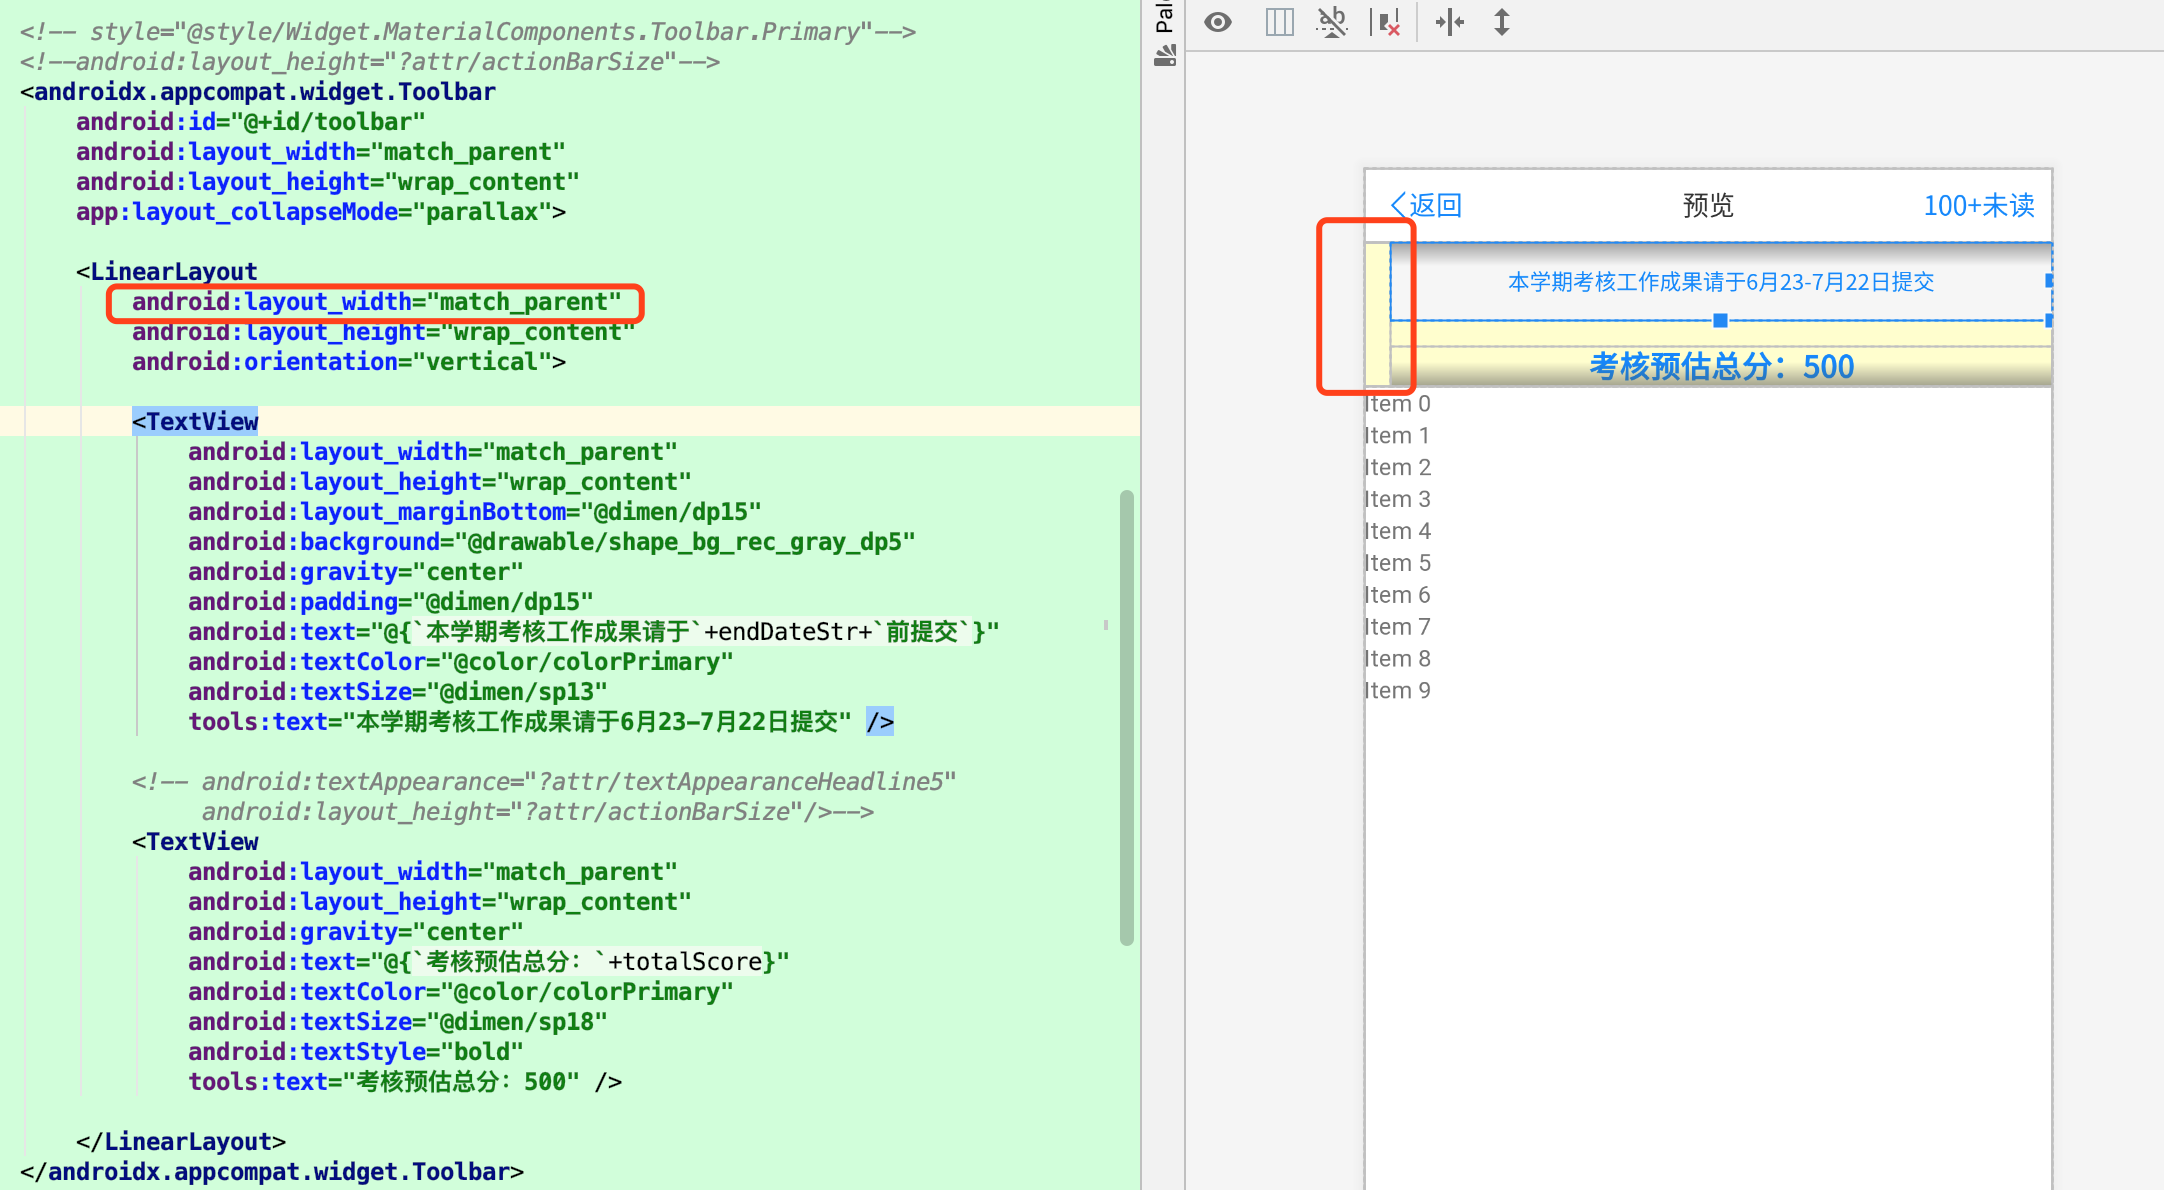 <!-- style="@style/Widget.MaterialComponents.Toolbar.Primary"-->
<!--android:layout_height="?attr/actionBarSize"-->
<androidx.appcompat.widget.Toolbar
android:id="@+id/toolbar"
android:layout_width="match_parent"
android:layout_height="wrap_content"
app:layout_collapseMode="parallax">
<LinearLayout
android:layout_width="match_parent"
android:layout_height="wrap_content"
android:orientation="vertical">
<TextView
android:layout_width="match_parent"
android:layout_height="wrap_content"
android:layout_marginBottom="@dimen/dp15"
android:background="@drawable/shape_bg_rec_gray_dp5"
android:gravity="center"
android:padding="@dimen/dp15"
android:text="@{`本学期考核工作成果请于`+endDateStr+`前提交`}"
android:textColor="@color/colorPrimary"
android:textSize="@dimen/sp13"
tools:text="本学期考核工作成果请于6月23-7月22日提交" />
<!-- android:textAppearance="?attr/textAppearanceHeadline5"
android:layout_height="?attr/actionBarSize"/>-->
<TextView
android:layout_width="match_parent"
android:layout_height="wrap_content"
android:gravity="center"
android:text="@{`考核预估总分：`+totalScore}"
android:textColor="@color/colorPrimary"
android:textSize="@dimen/sp18"
android:textStyle="bold"
tools:text="考核预估总分：500" />
</LinearLayout>
</androidx.appcompat.widget.Toolbar>
Pal
ab
返回
预览
100+未读
本学期考核工作成果请于6月23-7月22日提交
考核预估总分：500
Item 0
Item 1
Item 2
Item 3
Item 4
Item 5
Item 6
Item 7
Item 8
Item 9